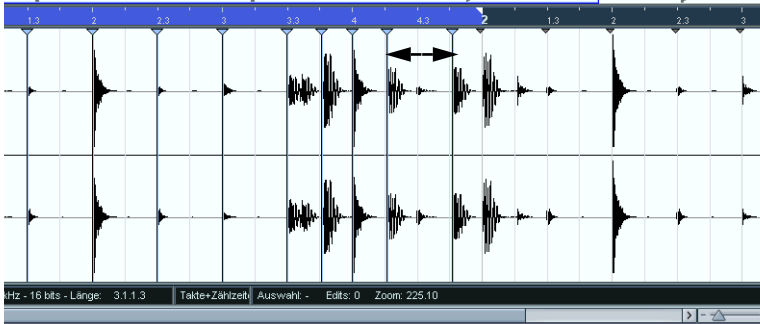 1.3 2 2.3 3 3.3 4 4.3 2 1.3 2 2.3 3
kHz - 16 bits - Länge: 3.1.1.3 Takte+Zählzeit Auswahl: - Edits: 0 Zoom: 225.10